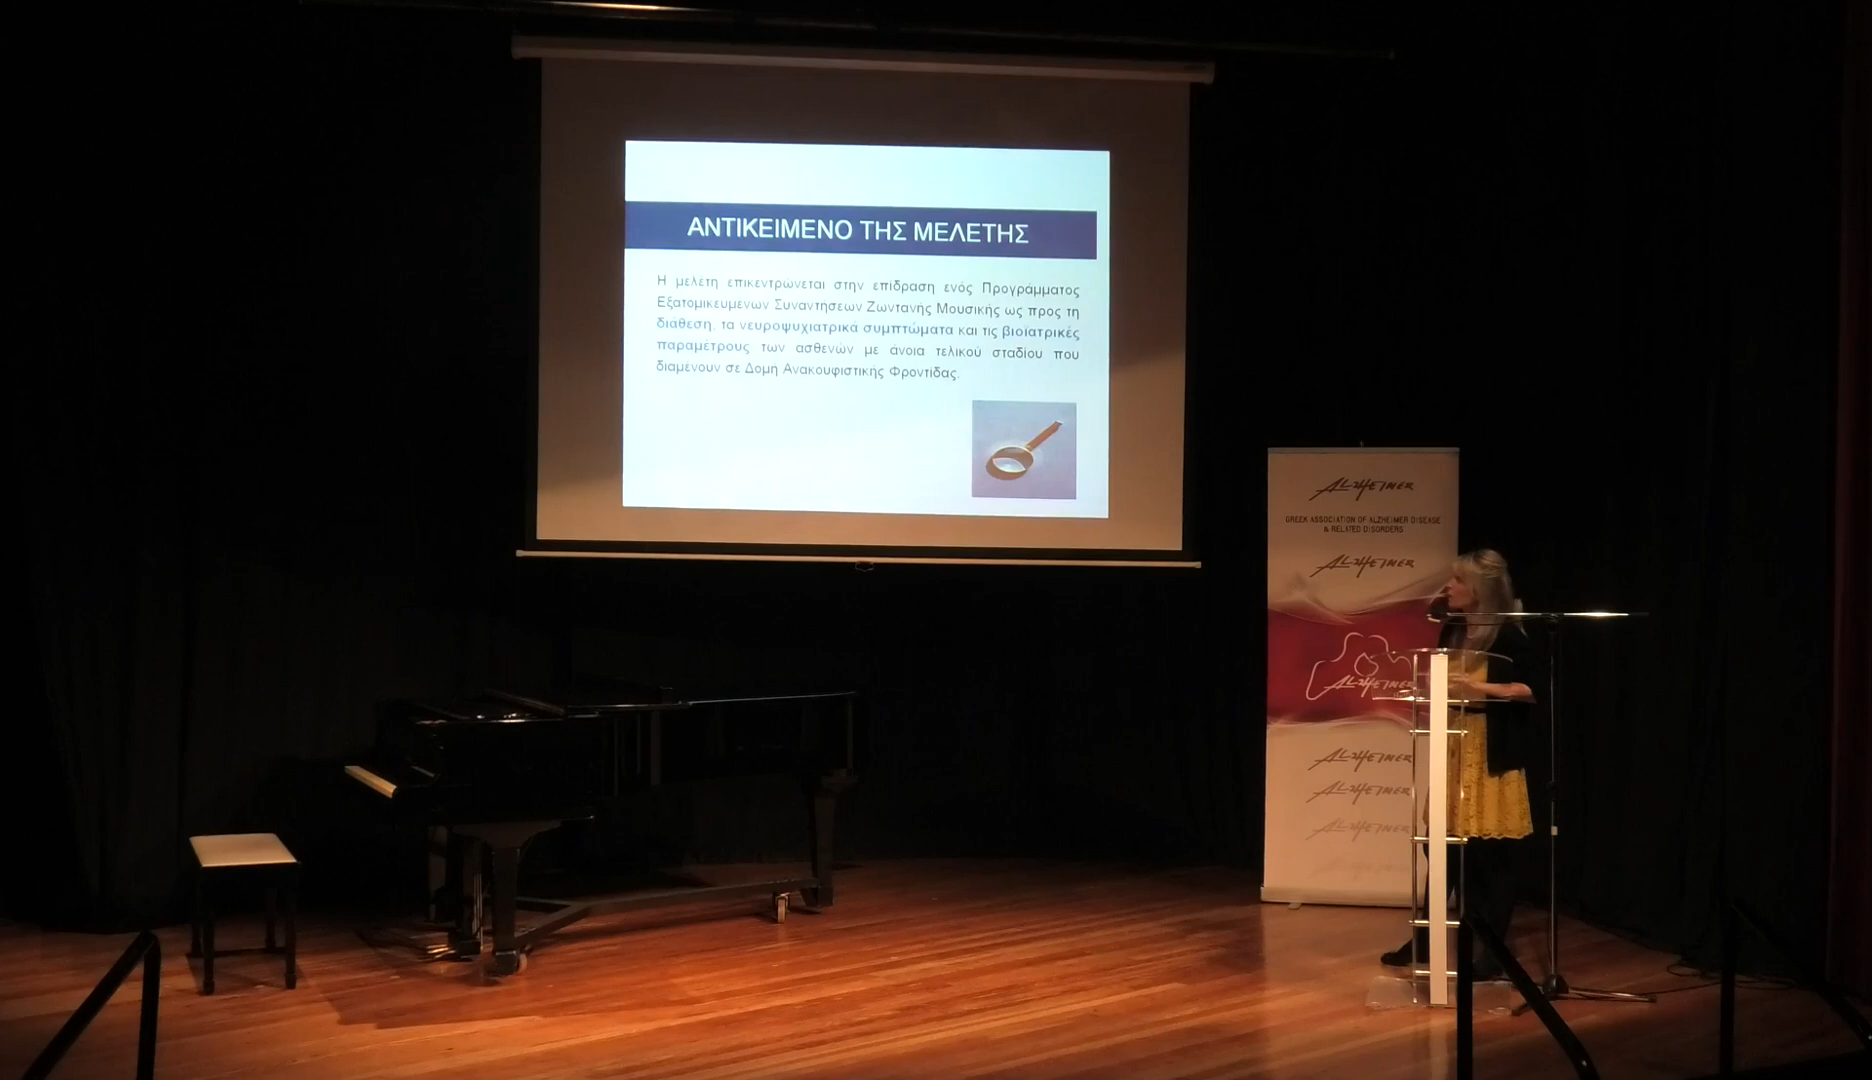 ΑΝΤΙΚΕΙΜΕΝΟ ΤΗΣ ΜΕΛΕΤΗΣ
Η μελέτη επικεντρώνεται στην επίδραση ενός Προγράμματος
Εξατομικευμένων Συναντήσεων Ζωντανής Μουσικής ως προς τη
διάθεση, τα νευροψυχιατρικά συμπτώματα και τις βιοϊατρικές
παραμέτρους των ασθενών με άνοια τελικού σταδίου που
διαμένουν σε Δομή Ανακουφιστικής Φροντίδας.
ALZHEIMER
GREEK ASSOCIATION OF ALZHEIMER DISEASE
& RELATED DISORDERS
ALZHEIMER
ALZHEIMER
ALZHEIMER
ALZHEIMER
ALZHEIMER